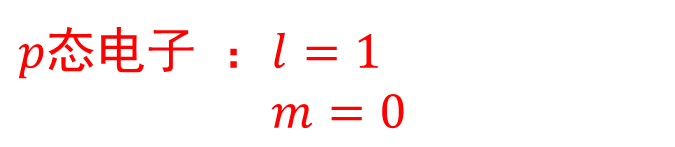 p态电子 ：l = 1
m = 0